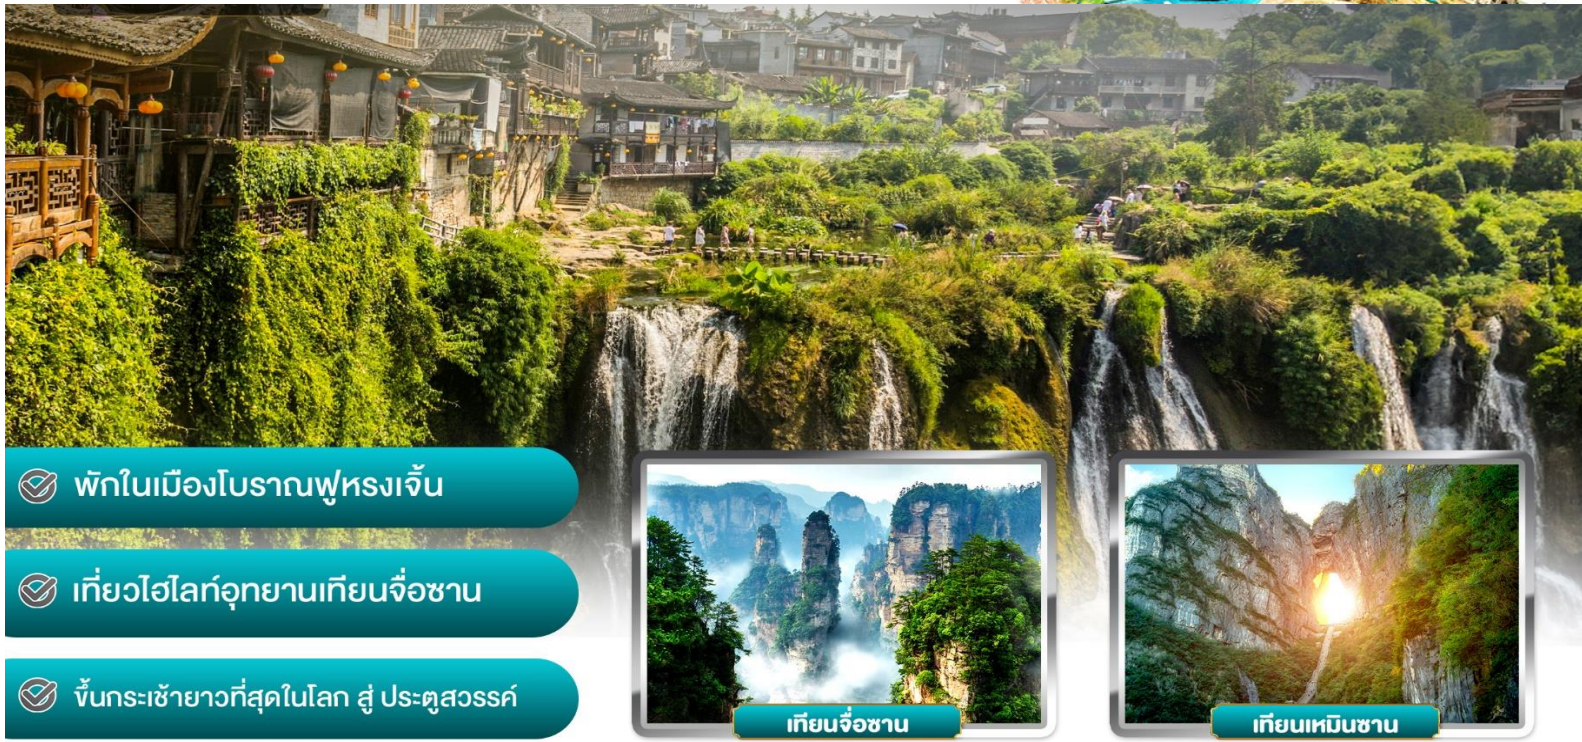 พักในเมืองโบราณฟูหรงเจิ้น
เที่ยวไฮไลท์อุทยานเทียนจื่อซาน
ขึ้นกระเช้ายาวที่สุดในโลก สู่ ประตูสวรรค์
เทียนจื่อซาน
เทียนเหมินซาน